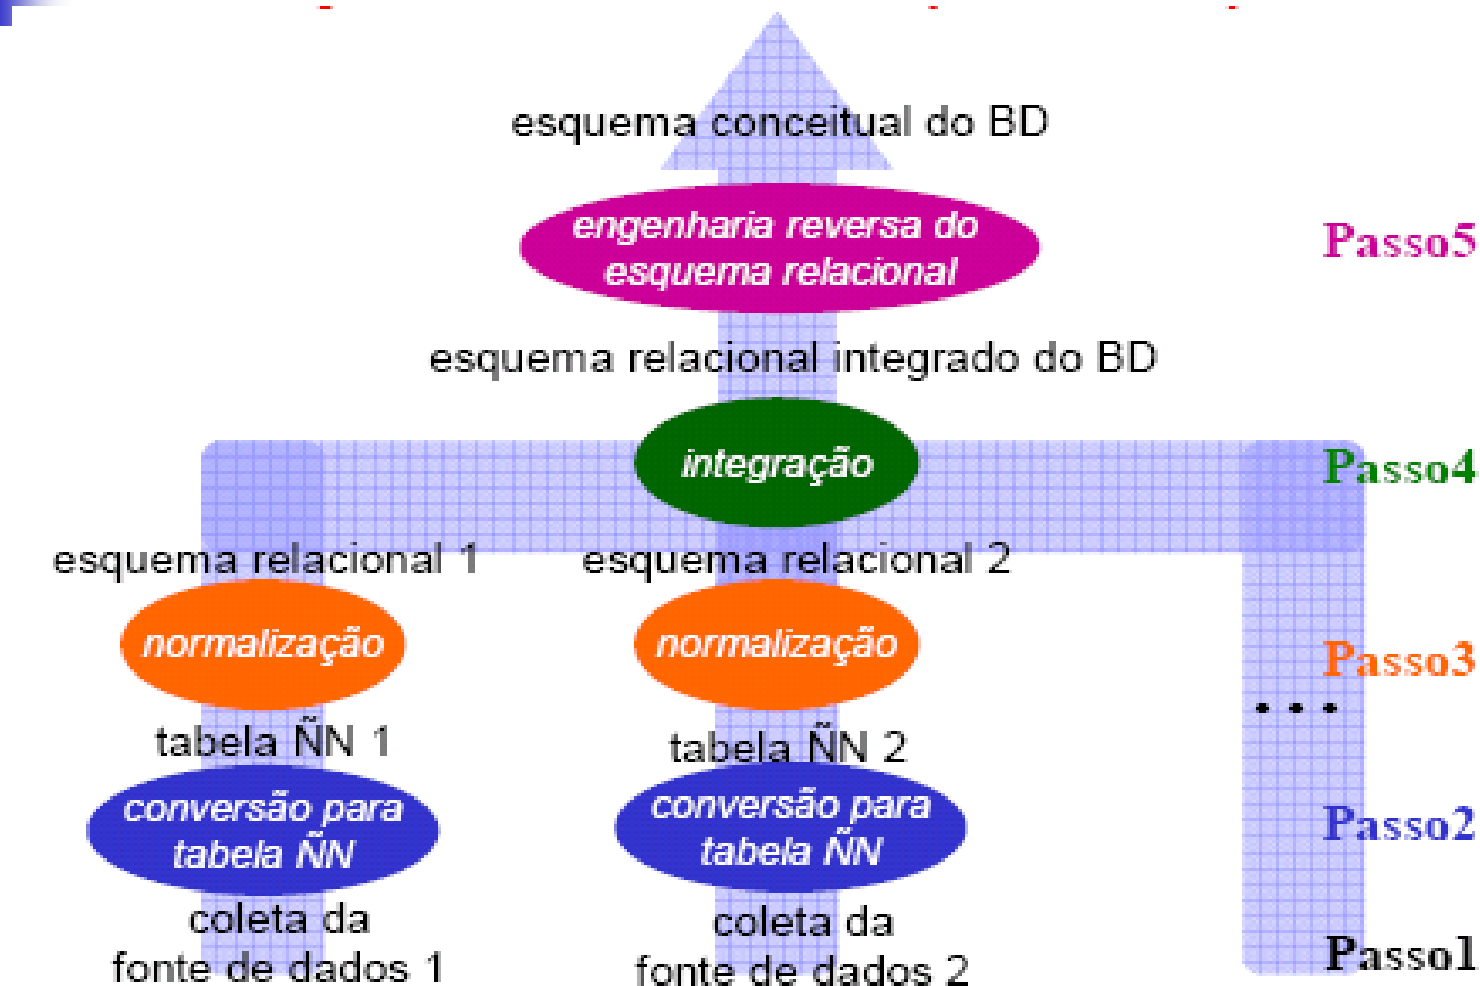 esquema conceitual do BD
engenharia reversa do
esquema relacional
Passo5
esquema relacional integrado do BD
integração
Passo4
esquema relacional 1
esquema relacional 2
normalização
normalização
Passo3
...
tabela ÑN 1
tabela ÑN 2
conversão para
tabela ÑN
conversão para
tabela ÑN
Passo2
coleta da
fonte de dados 1
coleta da
fonte de dados 2
Passo1